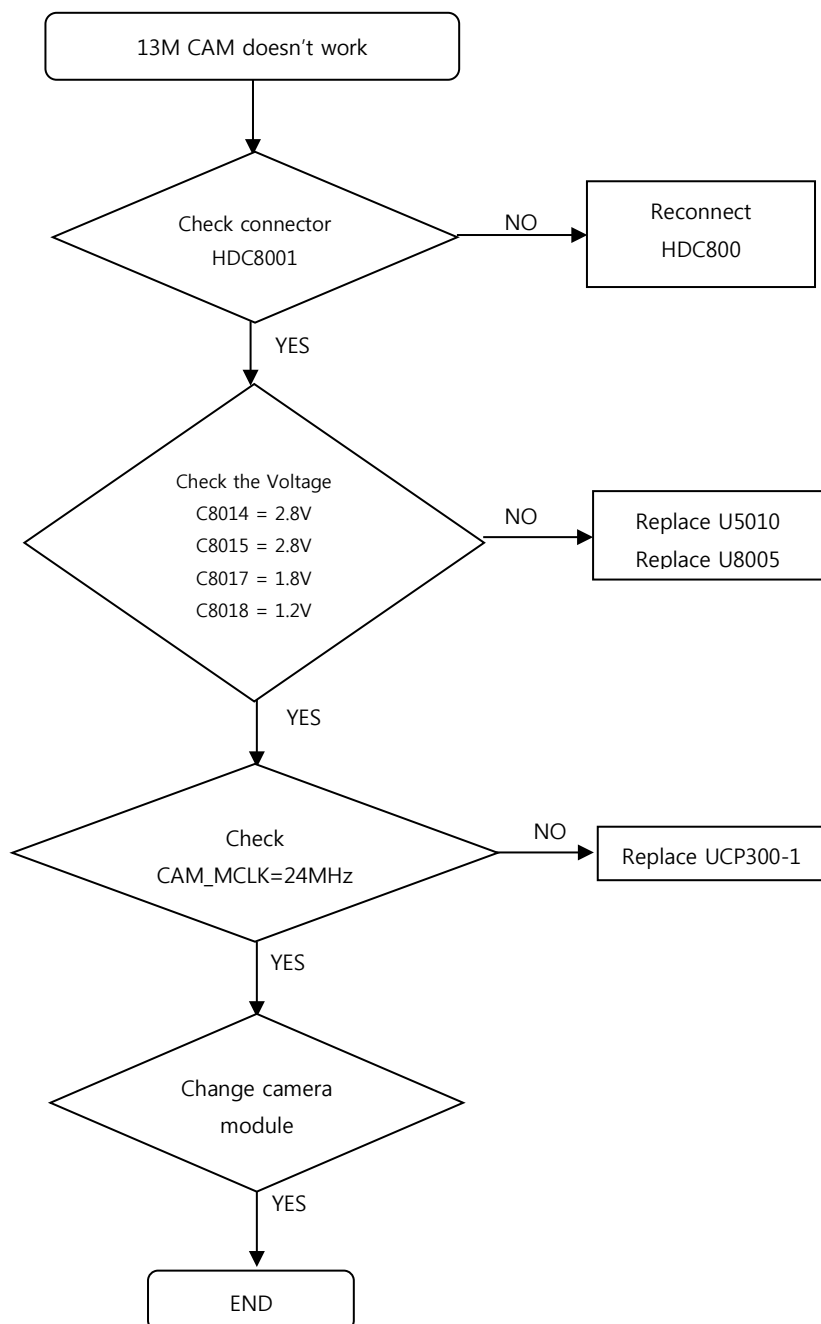 13M CAM doesn't work
Check connector
HDC8001
NO
Reconnect
HDC800
YES
Check the Voltage
C8014 = 2.8V
C8015 = 2.8V
C8017 = 1.8V
C8018 = 1.2V
NO
Replace U5010
Replace U8005
YES
Check
CAM_MCLK=24MHz
NO
Replace UCP300-1
YES
Change camera
module
YES
END